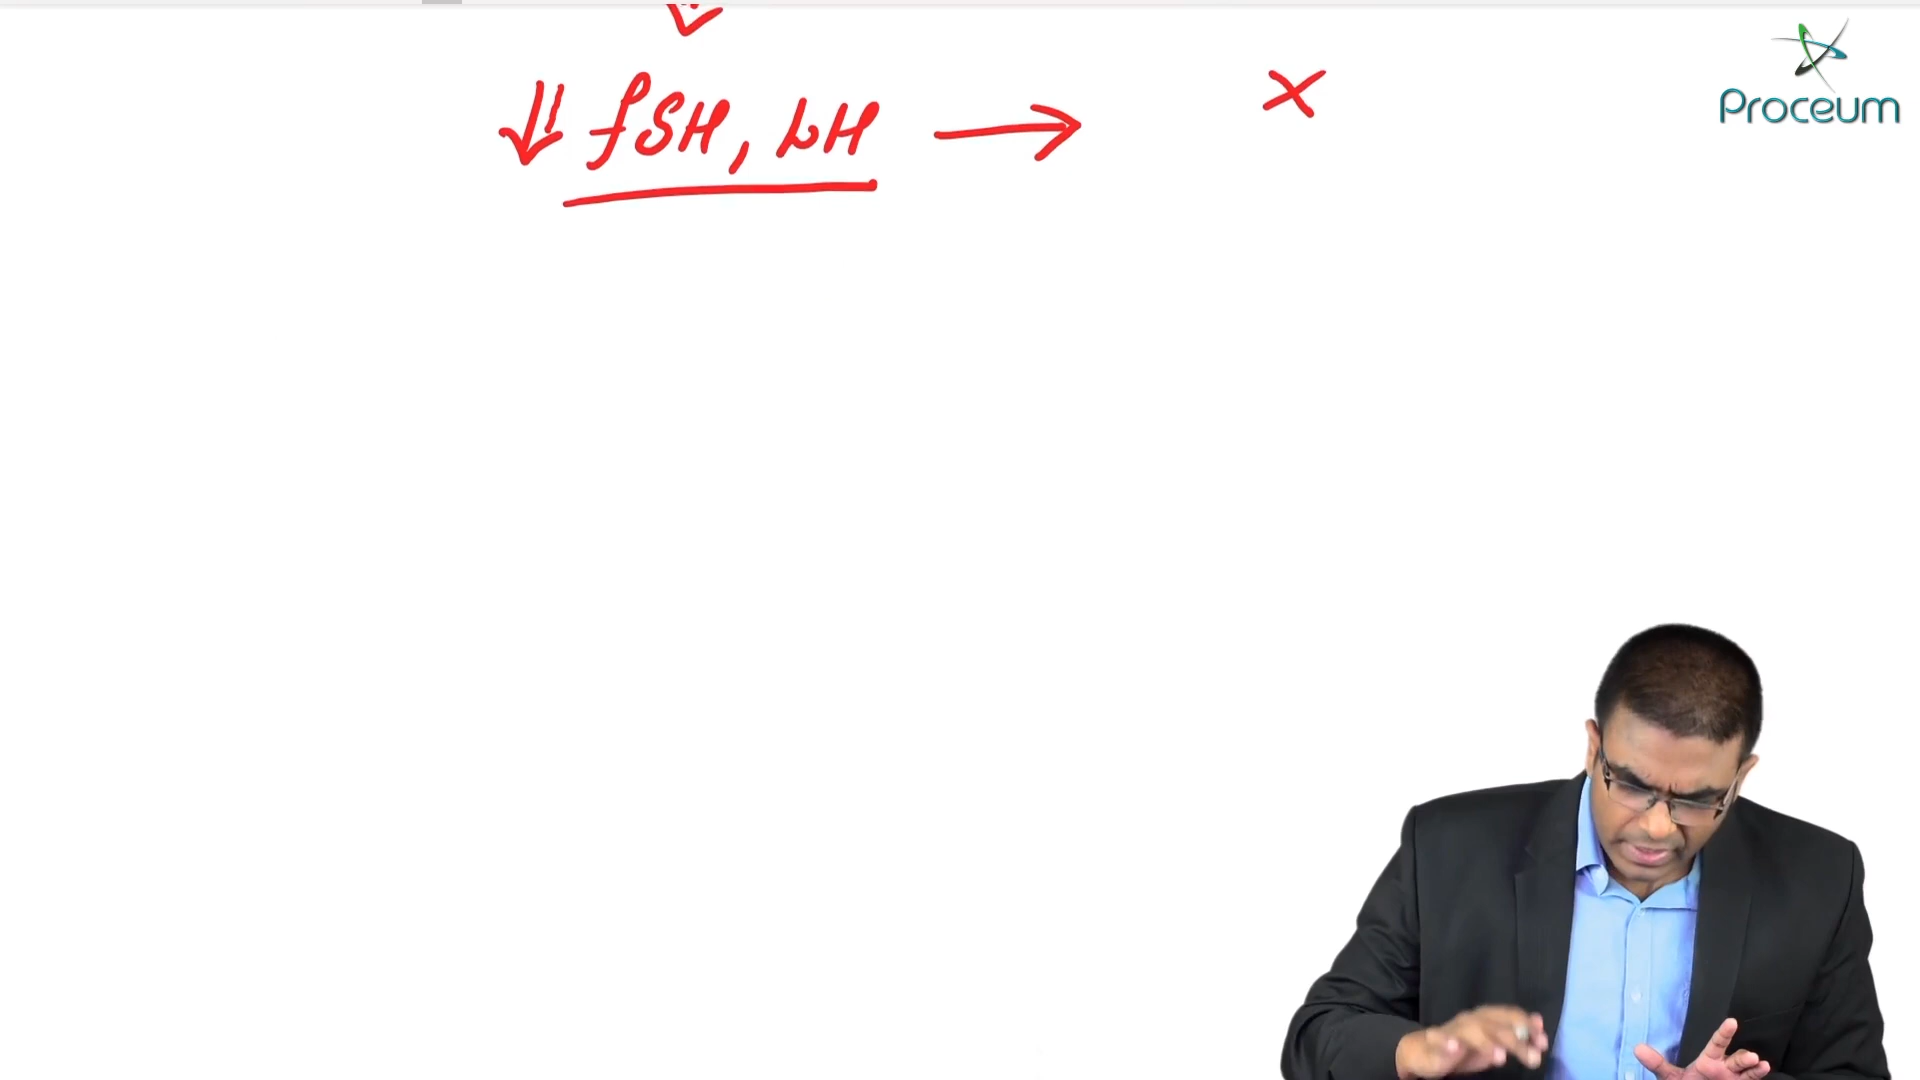 ↓↓ FSH, LH → X
Proceum